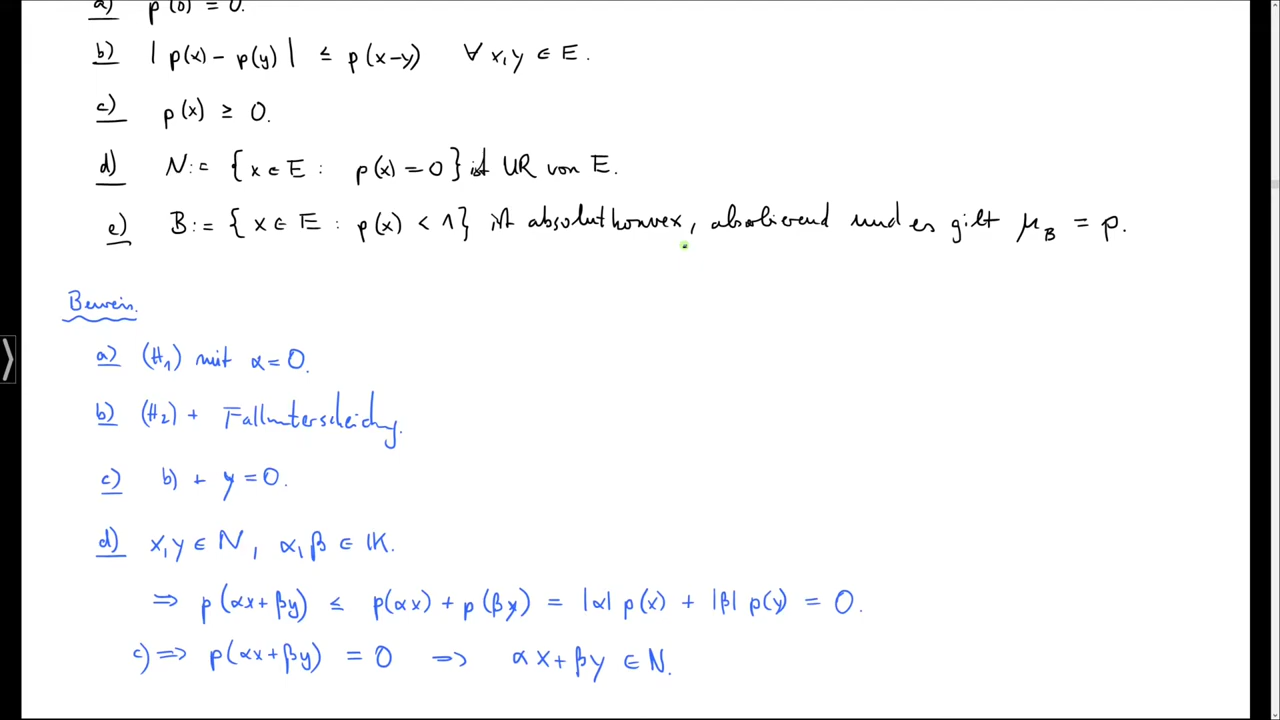 a) p(0) = 0.
b) | p(x) - p(y) | ≤ p(x-y) ∀ x,y ∈ E.
c) p(x) ≥ 0.
d) N := { x ∈ E : p(x) = 0 } ist UR von E.
e) B := { x ∈ E : p(x) < 1 } ist absolutkonvex, absorbierend und es gilt μ_B = p.
Beweis.
a) (H₁) mit α = 0.
b) (H₂) + Fallunterscheidung.
c) b) + y = 0.
d) x,y ∈ N, α,β ∈ K.
⇒ p(αx+βy) ≤ p(αx) + p(βy) = |α| p(x) + |β| p(y) = 0.
c) ⇒ p(αx+βy) = 0 ⇒ αx+βy ∈ N.